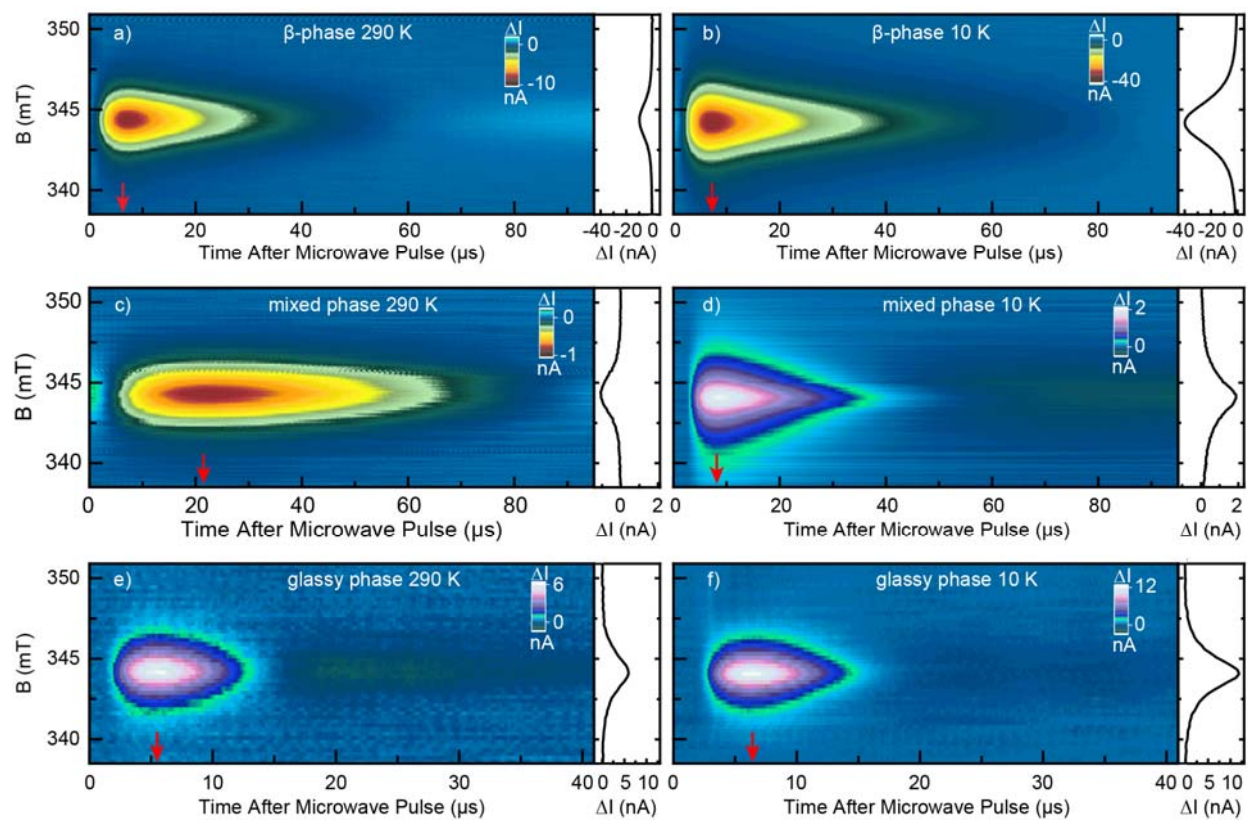 350
345
340
B (mT)
a)
β-phase 290 K
ΔI
0
-10
nA
0 20 40 60 80
Time After Microwave Pulse (µs)
-40 -20 0
ΔI (nA)
b)
β-phase 10 K
ΔI
0
-40
nA
0 20 40 60 80
Time After Microwave Pulse (µs)
-40 -20 0
ΔI (nA)
350
345
340
B (mT)
c)
mixed phase 290 K
ΔI
0
-1
nA
0 20 40 60 80
Time After Microwave Pulse (µs)
0 2
ΔI (nA)
d)
mixed phase 10 K
ΔI
2
0
nA
0 20 40 60 80
Time After Microwave Pulse (µs)
0 2
ΔI (nA)
350
345
340
B (mT)
e)
glassy phase 290 K
ΔI
6
0
nA
0 10 20 30 40
Time After Microwave Pulse (µs)
0 5 10
ΔI (nA)
f)
glassy phase 10 K
ΔI
12
0
nA
0 10 20 30 40
Time After Microwave Pulse (µs)
0 5 10
ΔI (nA)